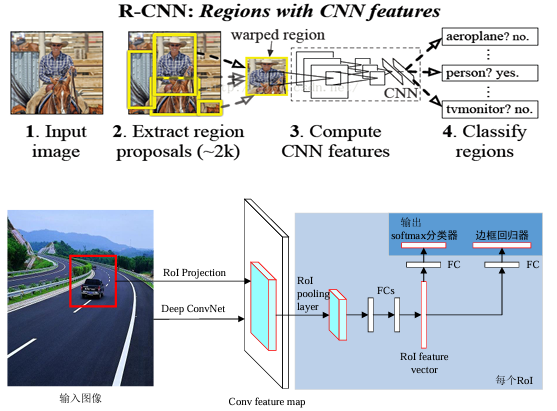 R-CNN: Regions with CNN features
warped region
aeroplane? no.
person? yes.
tvmonitor? no.
CNN
1. Input
image
2. Extract region
proposals (~2k)
3. Compute
CNN features
4. Classify
regions
输出
softmax分类器
边框回归器
FC
FC
RoI Projection
Deep ConvNet
RoI
pooling
layer
FCs
RoI feature
vector
每个RoI
输入图像
Conv feature map